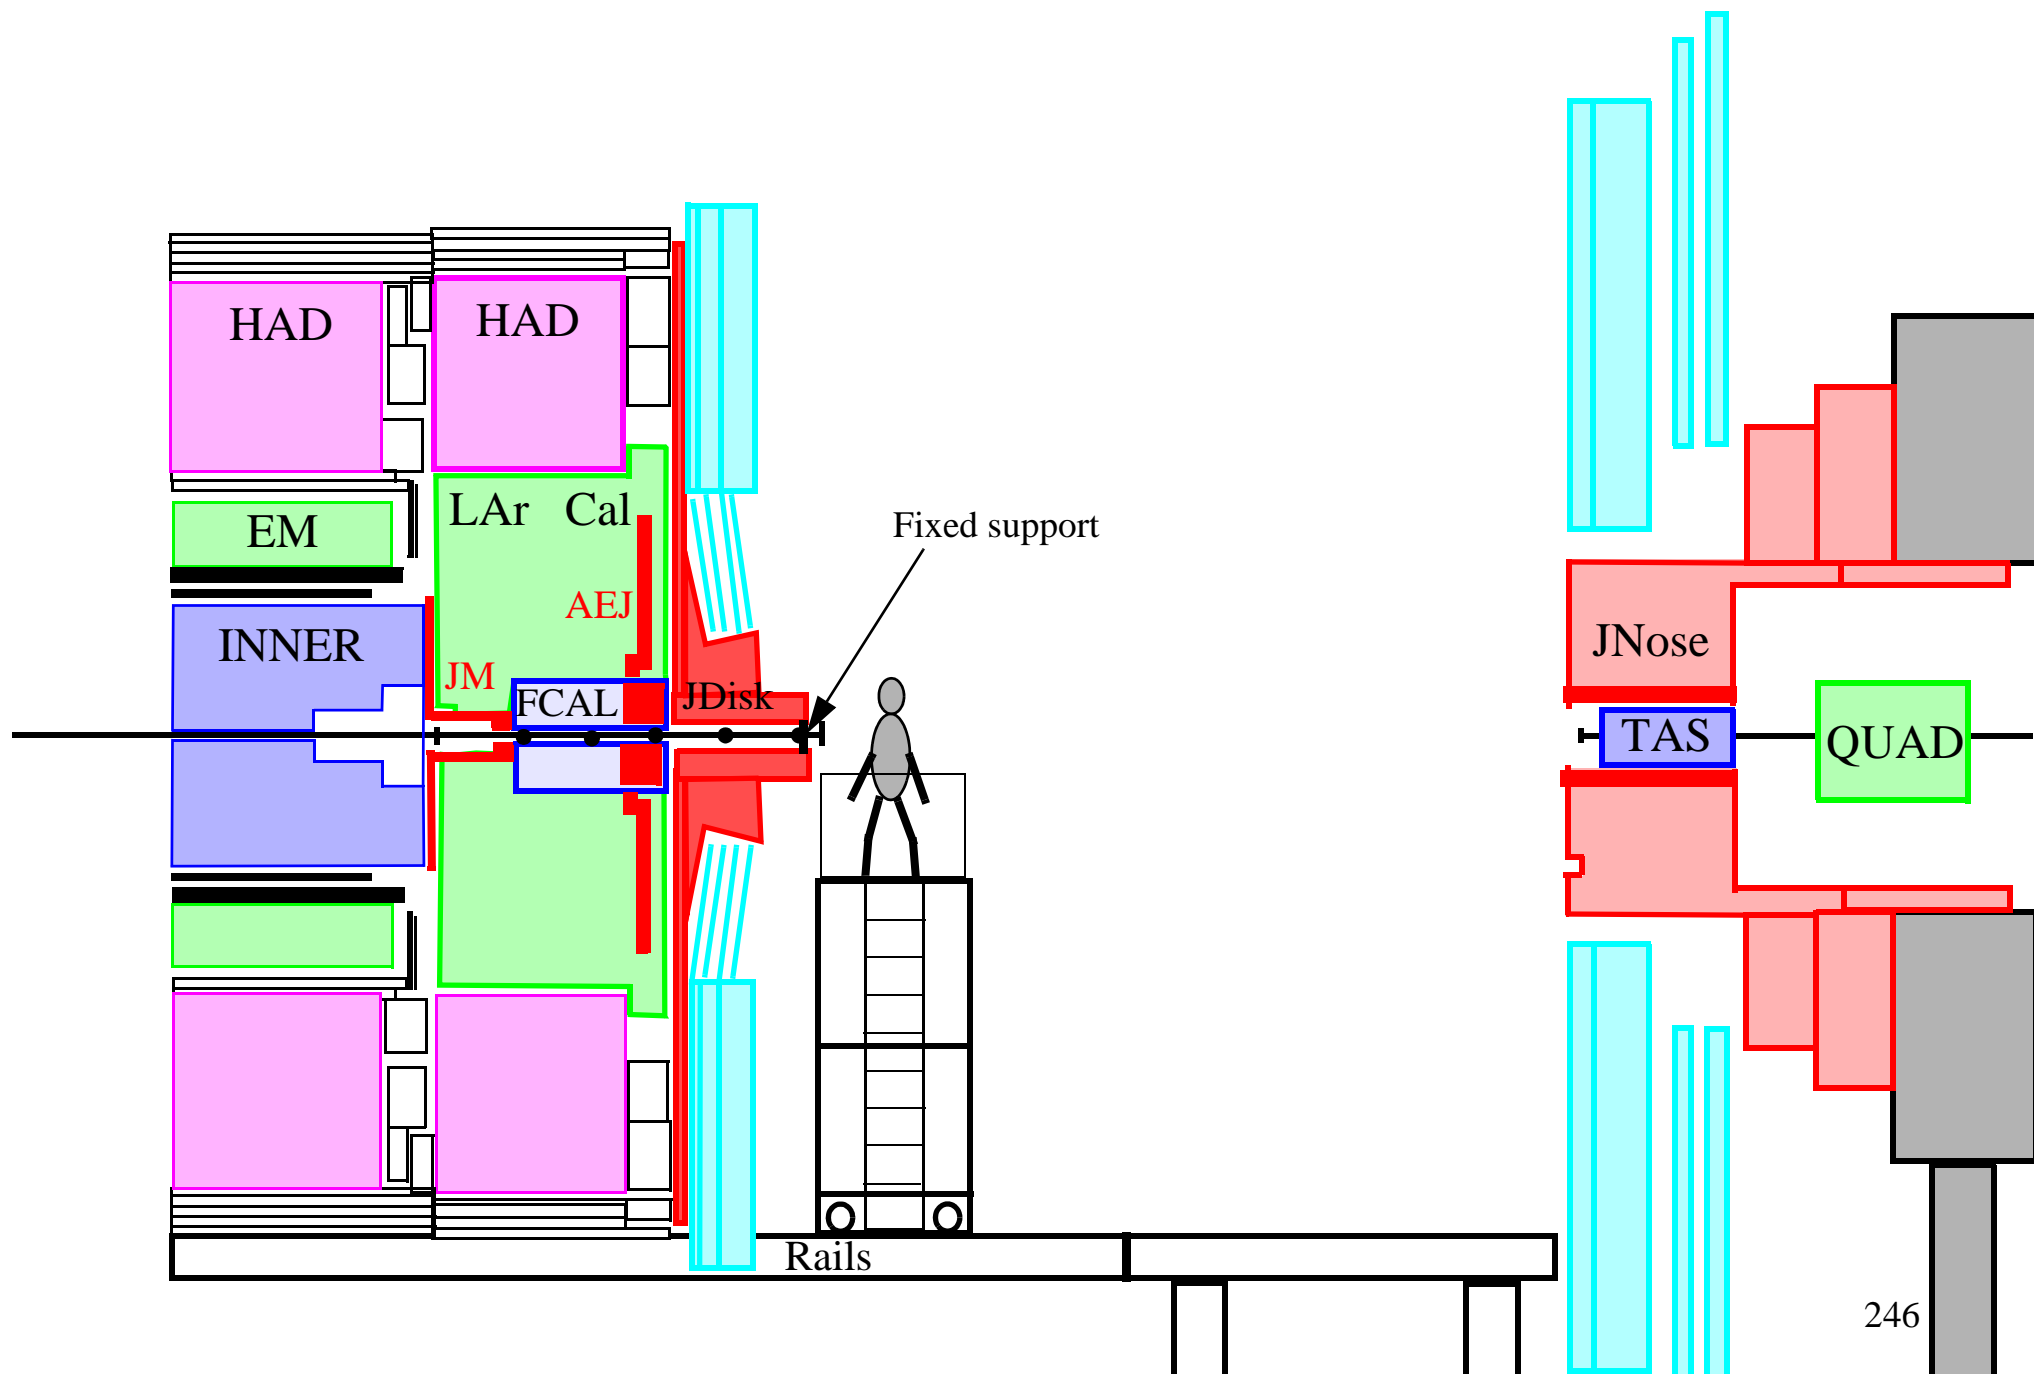 HAD
HAD
LAr Cal
EM
Fixed support
AEJ
INNER
JNose
JM
FCAL
JDisk
TAS
QUAD
Rails
246